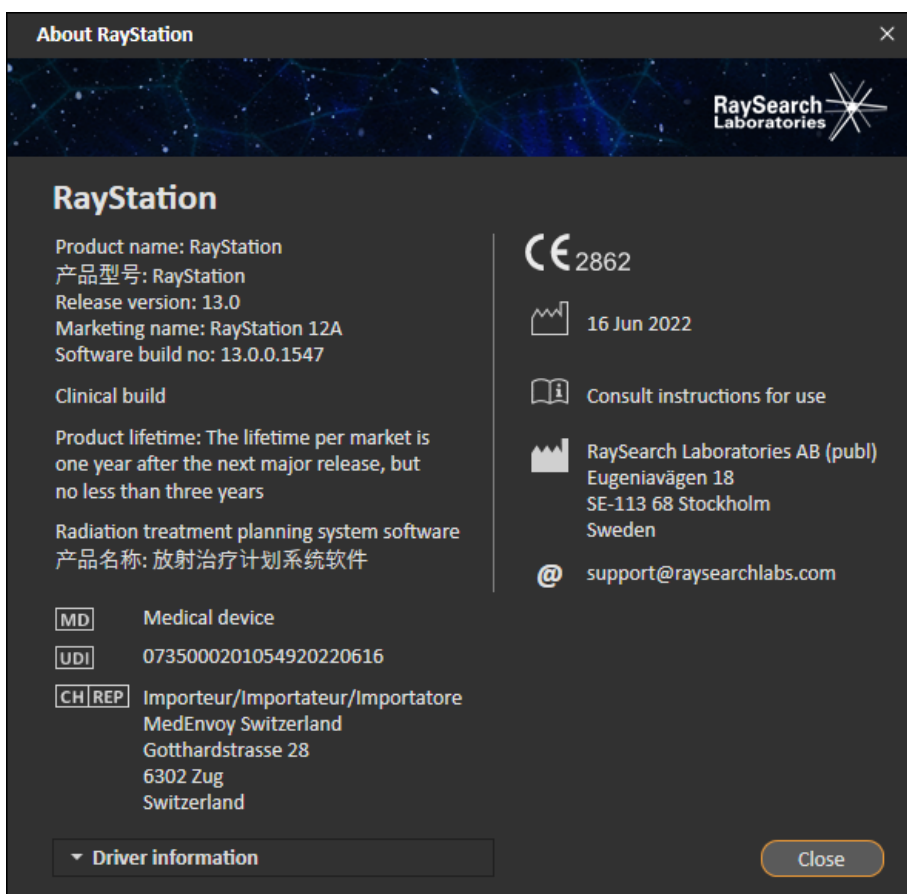 About RayStation
RaySearch
Laboratories
RayStation
Product name: RayStation
产品型号: RayStation
Release version: 13.0
Marketing name: RayStation 12A
Software build no: 13.0.0.1547
Clinical build
Product lifetime: The lifetime per market is
one year after the next major release, but
no less than three years
Radiation treatment planning system software
产品名称: 放射治疗计划系统软件
CE 2862
16 Jun 2022
i
Consult instructions for use
RaySearch Laboratories AB (publ)
Eugeniavägen 18
SE-113 68 Stockholm
Sweden
@ support@raysearchlabs.com
MD Medical device
UDI 0735000201054920220616
CH REP Importeur/Importateur/Importatore
MedEnvoy Switzerland
Gotthardstrasse 28
6302 Zug
Switzerland
Driver information
Close